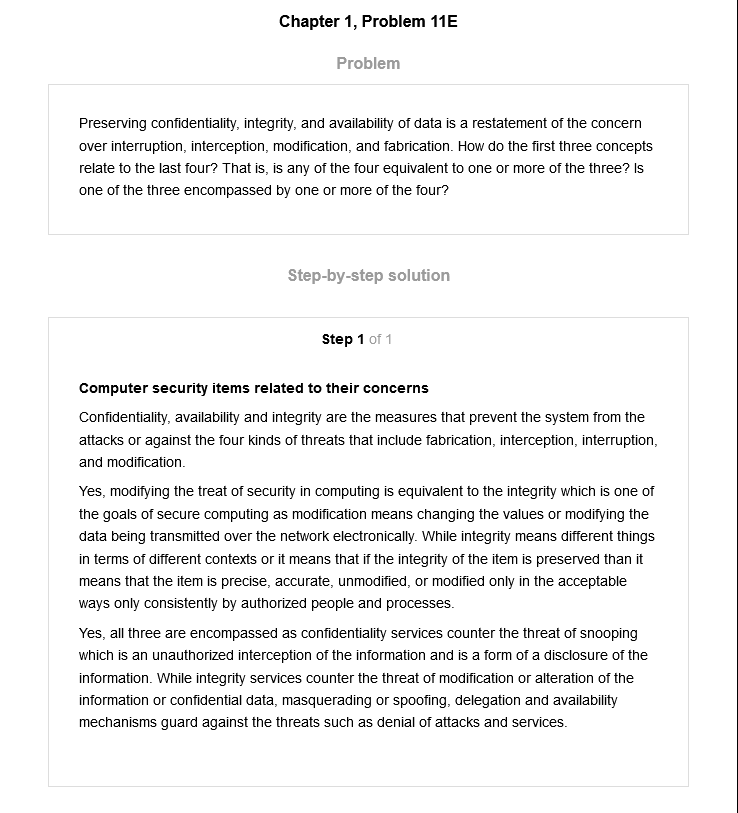 Chapter 1, Problem 11E
Problem
Preserving confidentiality, integrity, and availability of data is a restatement of the concern
over interruption, interception, modification, and fabrication. How do the first three concepts
relate to the last four? That is, is any of the four equivalent to one or more of the three? Is
one of the three encompassed by one or more of the four?
Step-by-step solution
Step 1 of 1
Computer security items related to their concerns
Confidentiality, availability and integrity are the measures that prevent the system from the
attacks or against the four kinds of threats that include fabrication, interception, interruption,
and modification.
Yes, modifying the treat of security in computing is equivalent to the integrity which is one of
the goals of secure computing as modification means changing the values or modifying the
data being transmitted over the network electronically. While integrity means different things
in terms of different contexts or it means that if the integrity of the item is preserved than it
means that the item is precise, accurate, unmodified, or modified only in the acceptable
ways only consistently by authorized people and processes.
Yes, all three are encompassed as confidentiality services counter the threat of snooping
which is an unauthorized interception of the information and is a form of a disclosure of the
information. While integrity services counter the threat of modification or alteration of the
information or confidential data, masquerading or spoofing, delegation and availability
mechanisms guard against the threats such as denial of attacks and services.